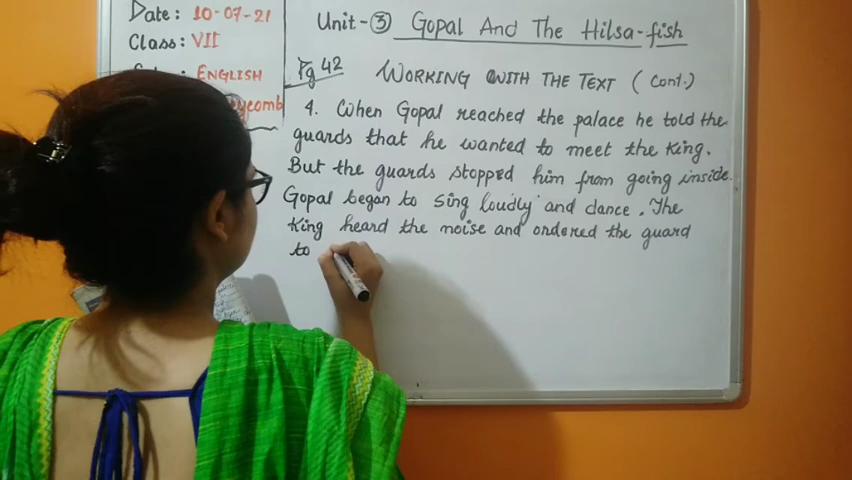 Date: 10-07-21
Class: VII
ENGLISH
ycomb
Unit-③ Gopal And The Hilsa-fish
Pg 42
WORKING WITH THE TEXT (Cont.)
4. When Gopal reached the palace he told the
guards that he wanted to meet the King.
But the guards stopped him from going inside.
Gopal began to sing loudly and dance. The
King heard the noise and ordered the guard
to